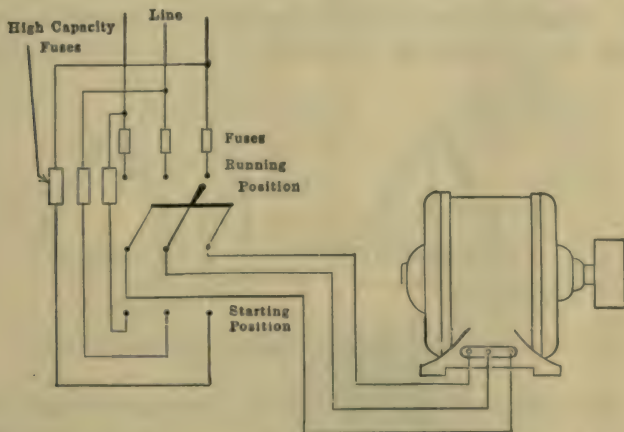 Line
High Capacity
Fuses
Fuses
Running
Position
Starting
Position